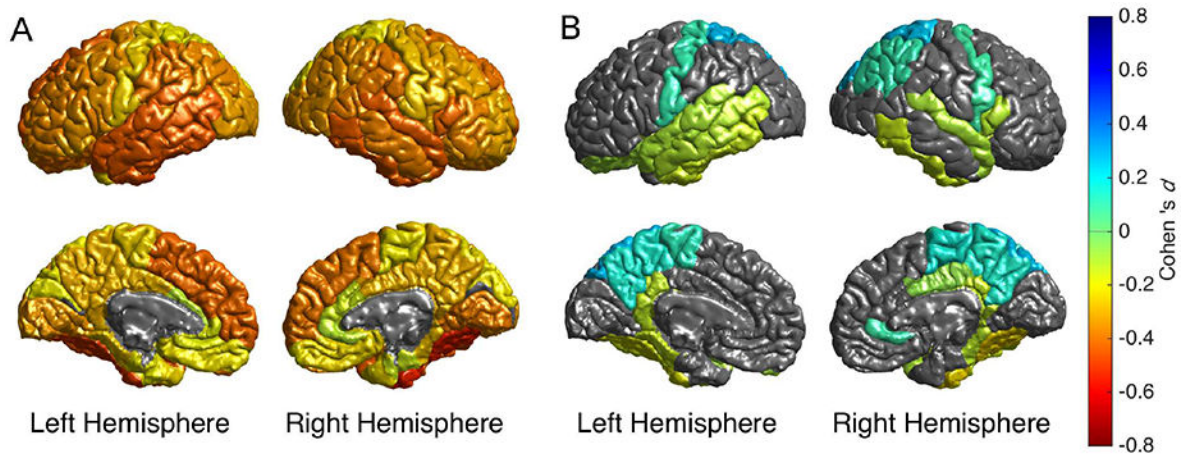 A
B
Left Hemisphere
Right Hemisphere
Left Hemisphere
Right Hemisphere
0.8
0.6
0.4
0.2
0
-0.2
-0.4
-0.6
-0.8
Cohen 's d